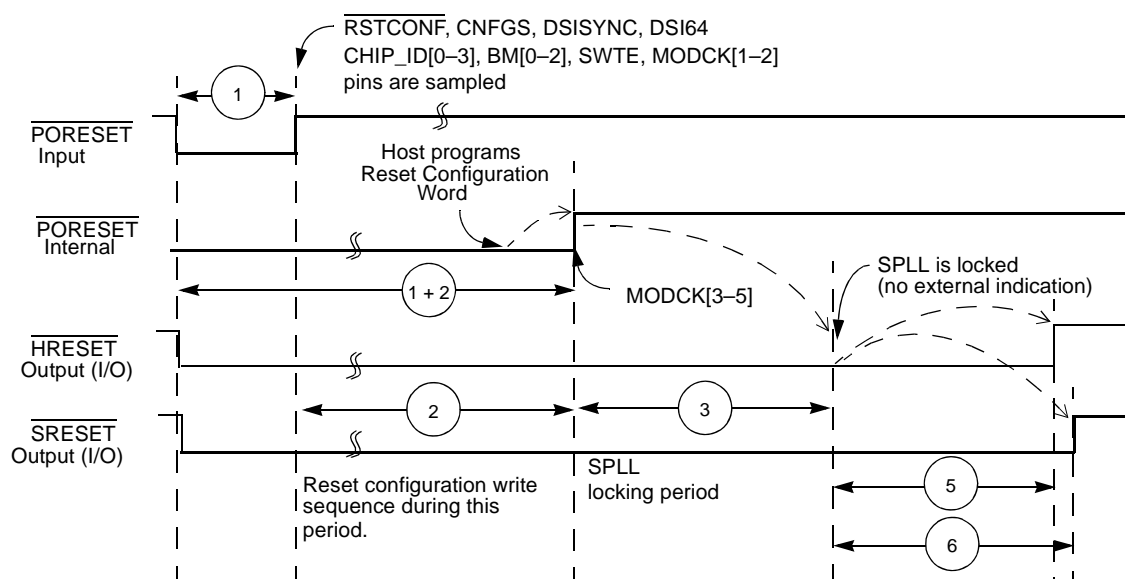 RSTCONF, CNFGS, DSISYNC, DSI64
CHIP_ID[0–3], BM[0–2], SWTE, MODCK[1–2]
pins are sampled
1
PORESET
Input
Host programs
Reset Configuration
Word
PORESET
Internal
1 + 2
MODCK[3–5]
SPLL is locked
(no external indication)
HRESET
Output (I/O)
2
3
SRESET
Output (I/O)
Reset configuration write
sequence during this
period.
SPLL
locking period
5
6